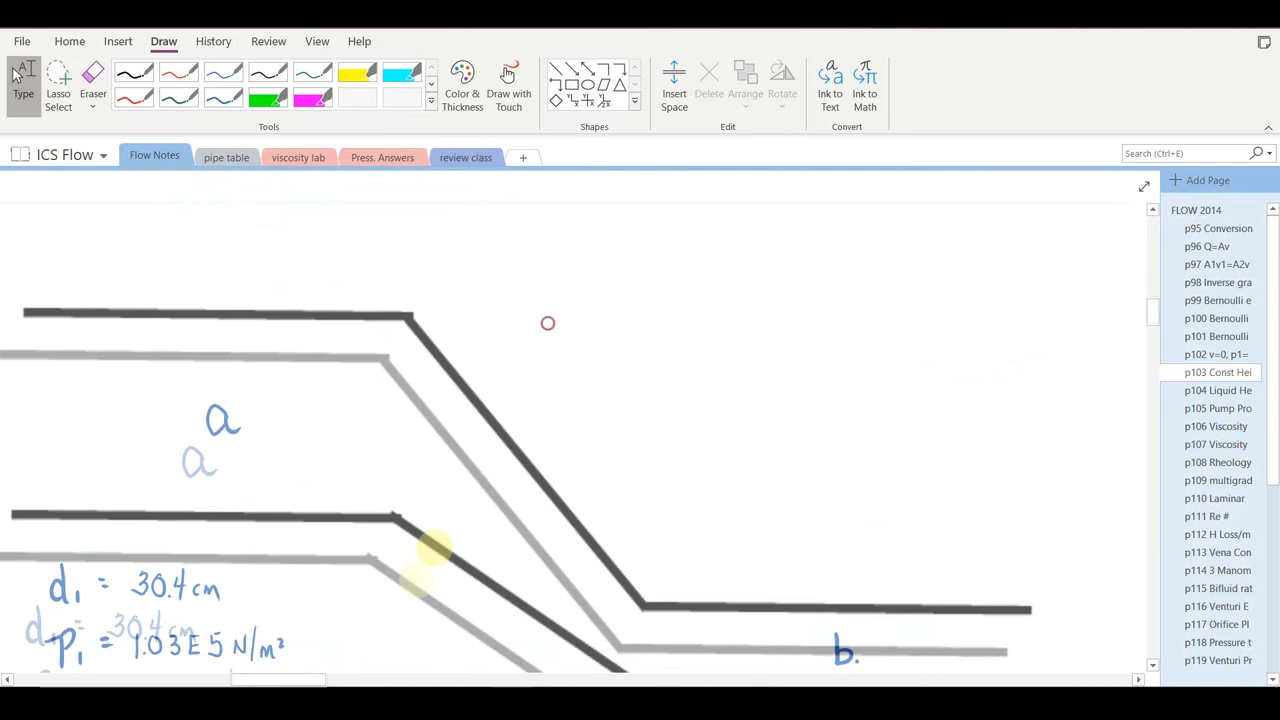 File Home Insert Draw History Review View Help
Type
Lasso Select
Eraser
Color & Thickness
Draw with Touch
Insert Space
Delete
Arrange
Rotate
Ink to Text
Ink to Math
Tools
Shapes
Edit
Convert
ICS Flow
Flow Notes
pipe table
viscosity lab
Press. Answers
review class
Search (Ctrl+E)
Add Page
FLOW 2014
p95 Conversion
p96 Q=Av
p97 A1v1=A2v
p98 Inverse gra
p99 Bernoulli e
p100 Bernoulli
p101 Bernoulli
p102 v=0, p1=
p103 Const Hei
p104 Liquid He
p105 Pump Pro
p106 Viscosity
p107 Viscosity
p108 Rheology
p109 multigrad
p110 Laminar
p111 Re #
p112 H Loss/m
p113 Vena Con
p114 3 Manom
p115 Bifluid rat
p116 Venturi E
p117 Orifice Pl
p118 Pressure t
p119 Venturi Pr
a
a
d₁ = 30.4 cm
d₁ = 30.4 cm
p₁ = 1.03 E 5 N/m²
b.